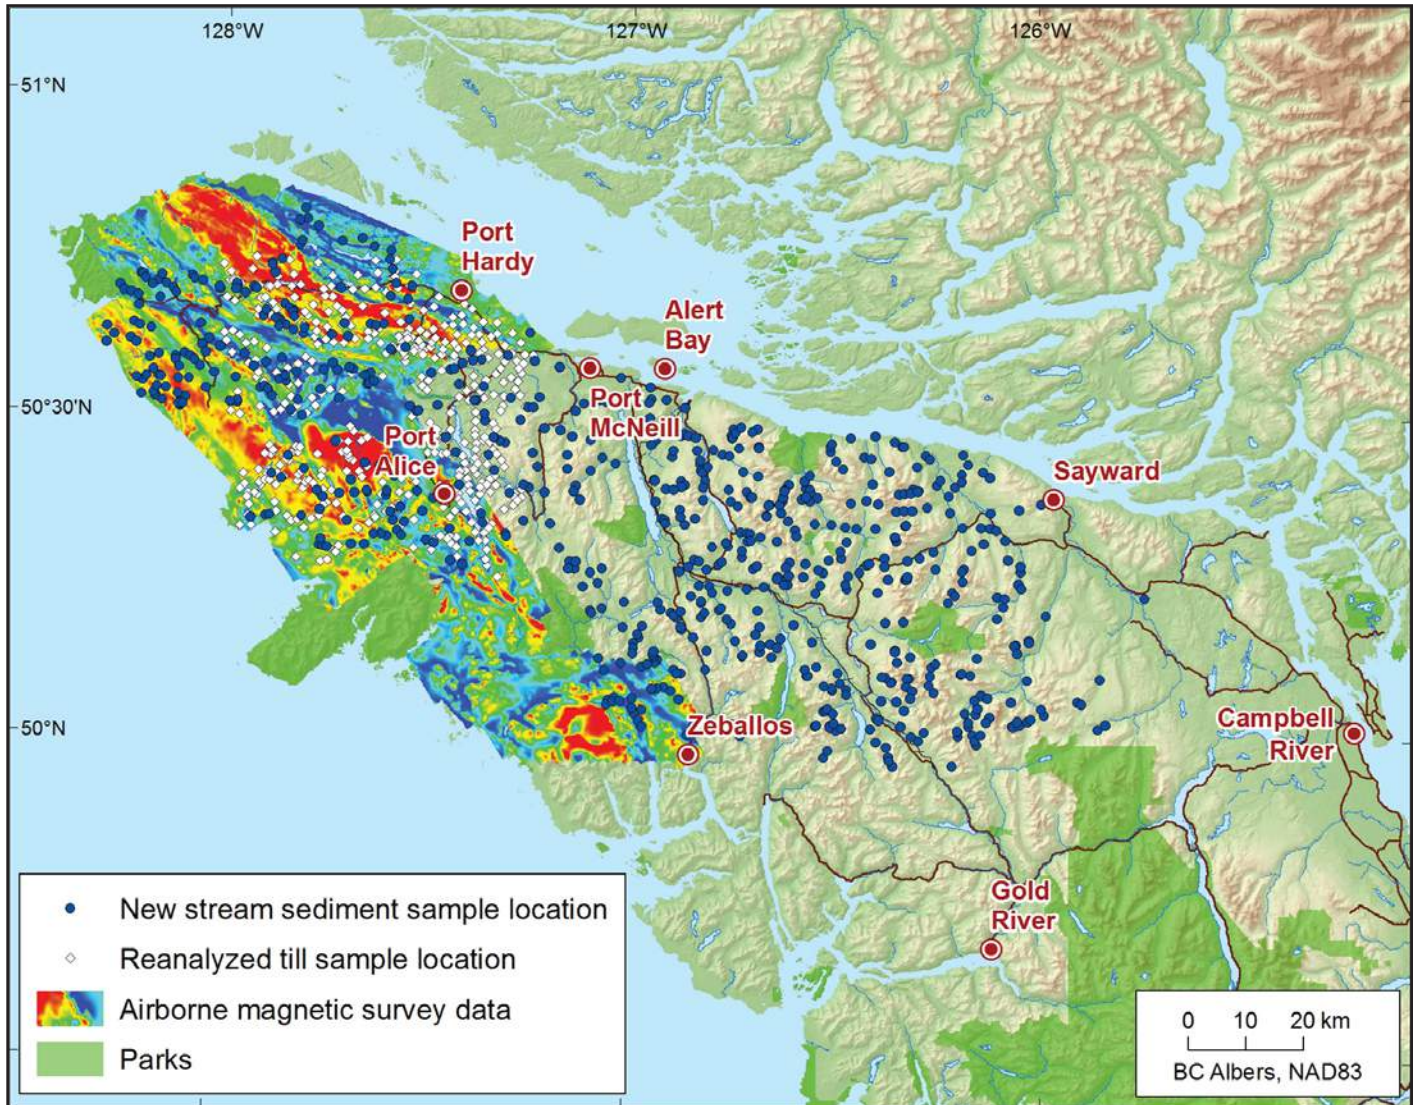 128°W
127°W
126°W
51°N
Port
Hardy
Alert
Bay
50°30'N
Port
McNeill
Port
Alice
Sayward
50°N
Zeballos
Campbell
River
Gold
River
New stream sediment sample location
Reanalyzed till sample location
Airborne magnetic survey data
Parks
0 10 20 km
BC Albers, NAD83